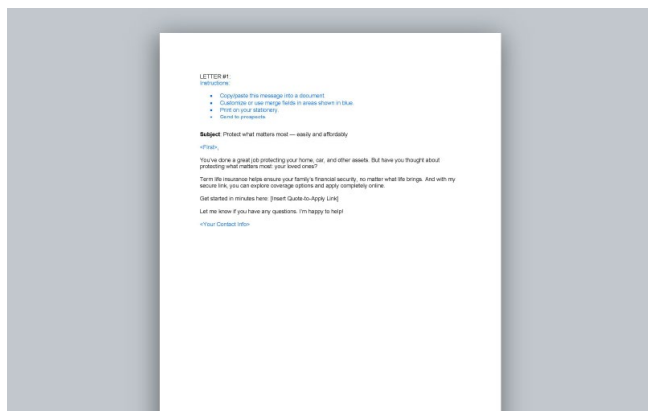 LETTER #1
Instructions:
Copy/paste this message into a document
Customize or use merge fields in areas shown in blue
Print on your stationery
Send to prospects
Subject: Protect what matters most — easily and affordably
<First>,
You've done a great job protecting your home, car, and other assets. But have you thought about
protecting what matters most: your loved ones?
Term life insurance helps ensure your family's financial security, no matter what life brings. And with my
secure link, you can explore coverage options and apply completely online.
Get started in minutes here: [Insert Quote-to-Apply Link]
Let me know if you have any questions. I'm happy to help!
<Your Contact Info>